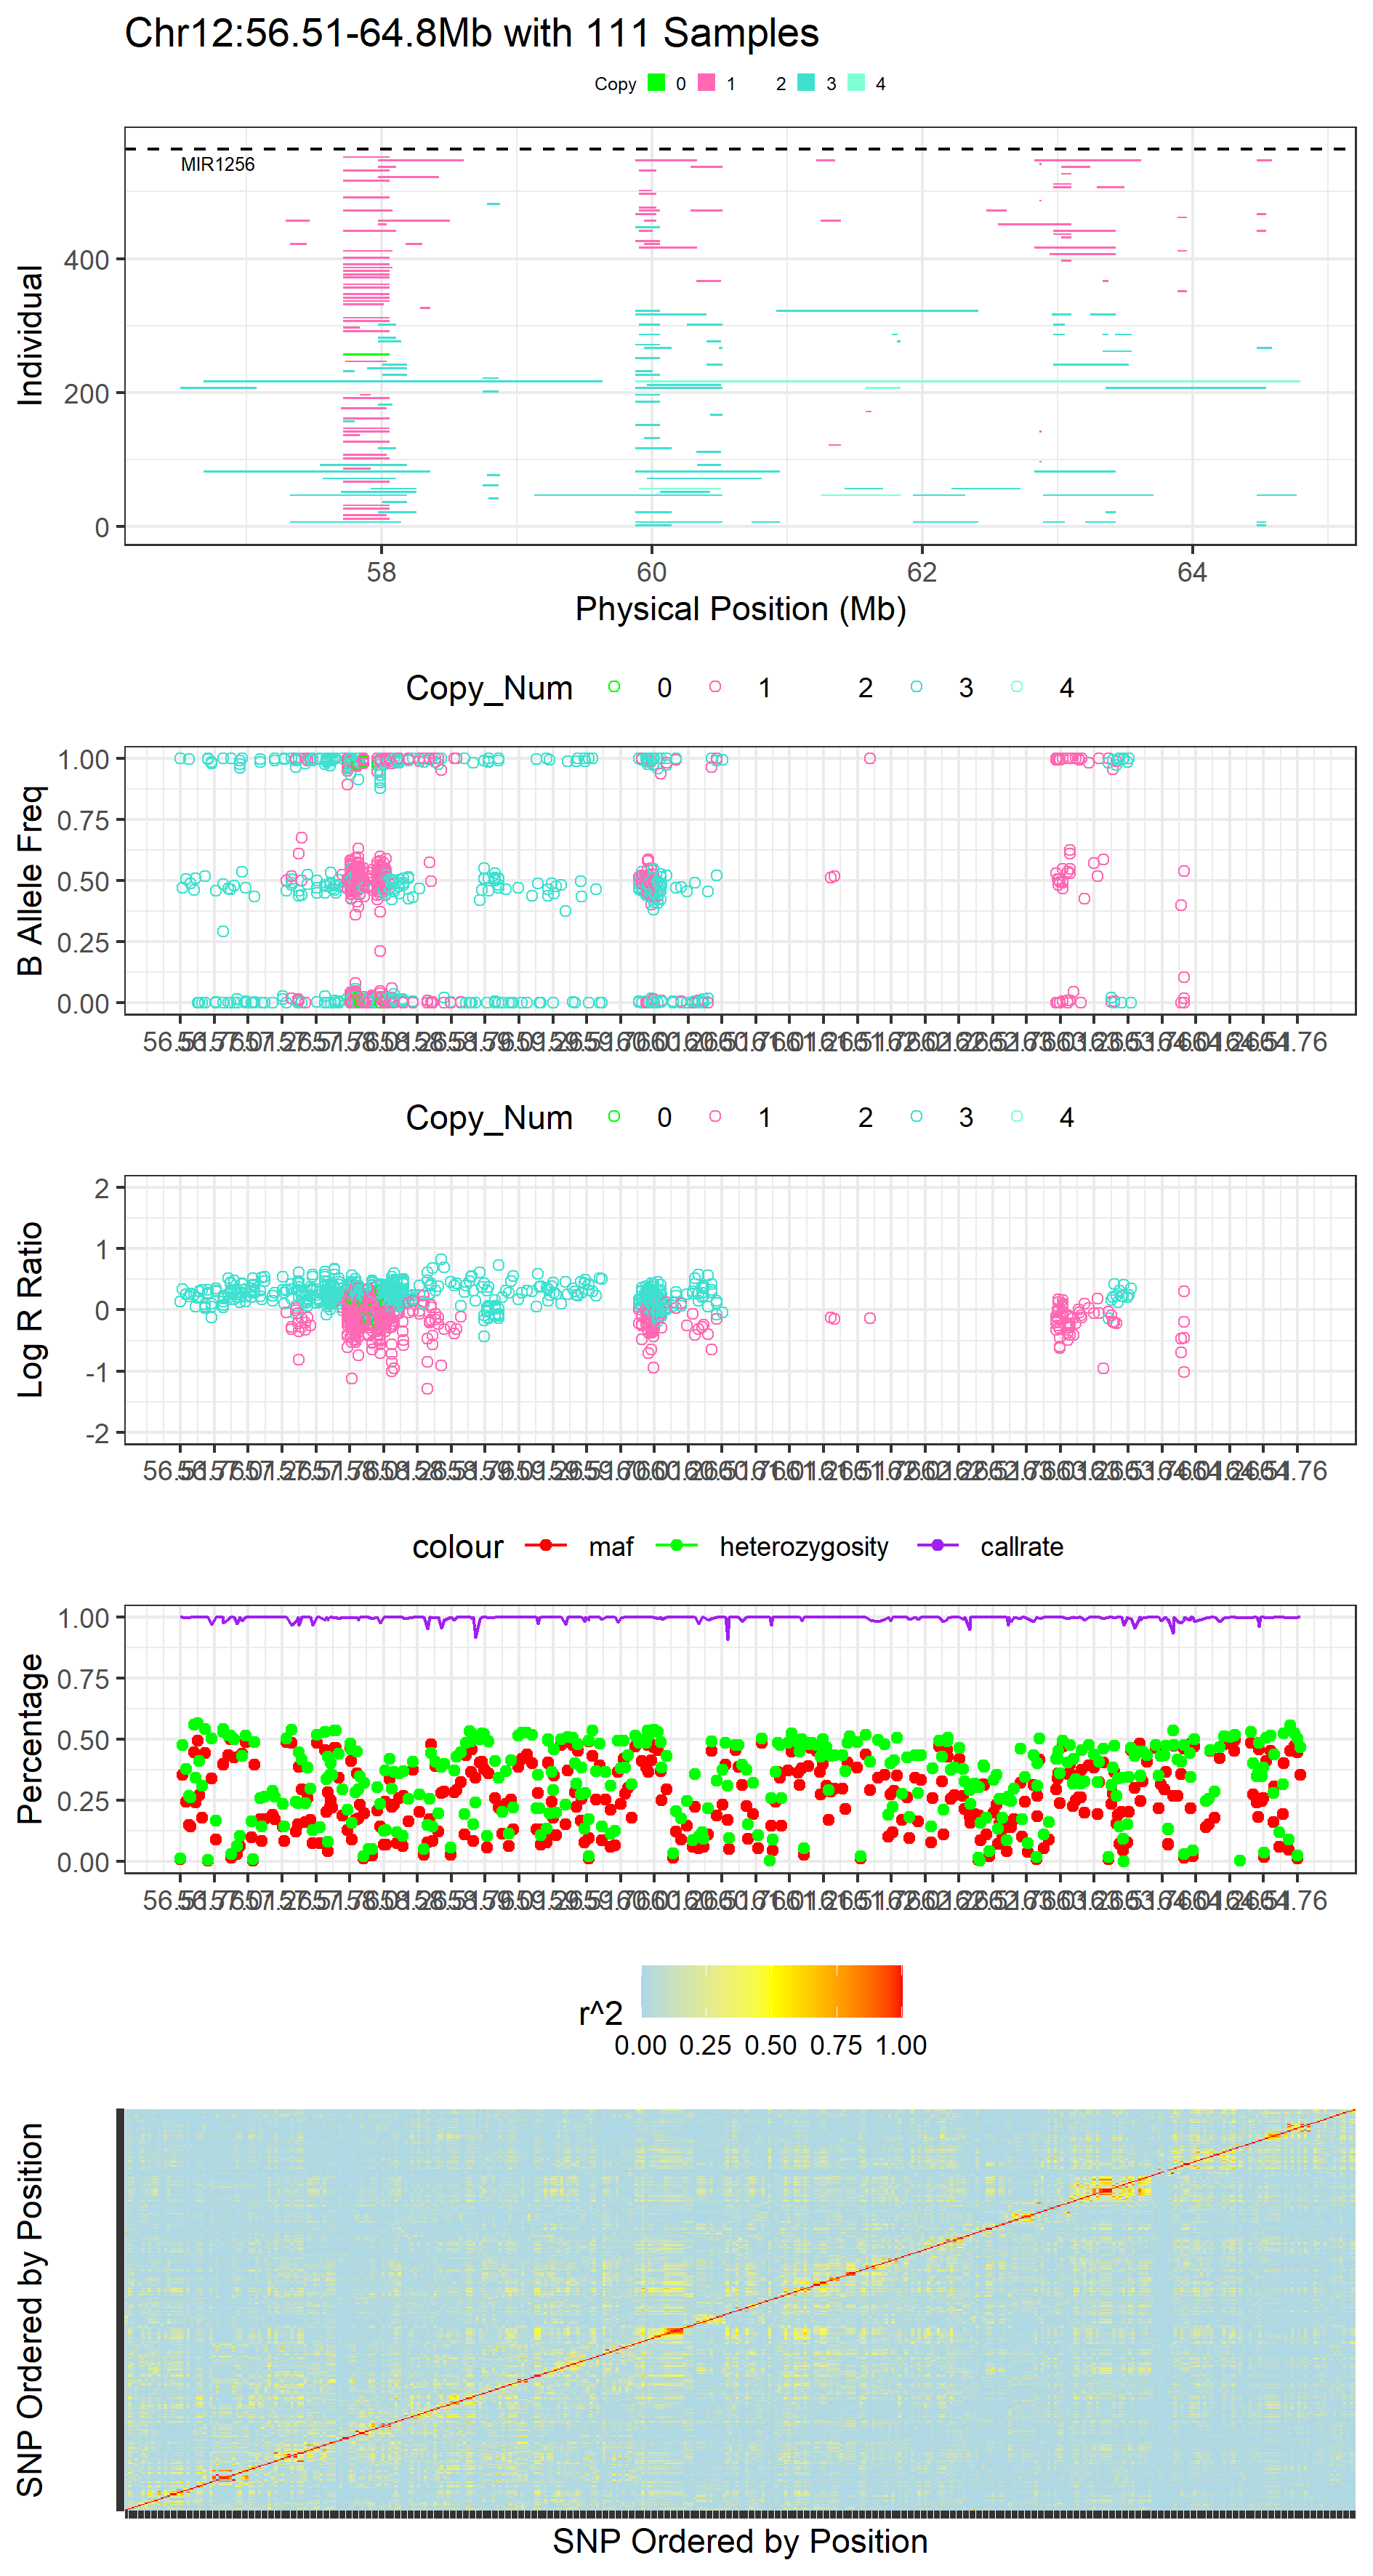 Chr12:56.51-64.8Mb with 111 Samples
Copy 0 1 2 3 4
MIR1256
400
200
0
Individual
58 60 62 64
Physical Position (Mb)
Copy_Num 0 1 2 3 4
1.00
0.75
0.50
0.25
0.00
B Allele Freq
Copy_Num 0 1 2 3 4
2
1
0
-1
-2
Log R Ratio
colour maf heterozygosity callrate
1.00
0.75
0.50
0.25
0.00
Percentage
r^2
0.00 0.25 0.50 0.75 1.00
SNP Ordered by Position
SNP Ordered by Position